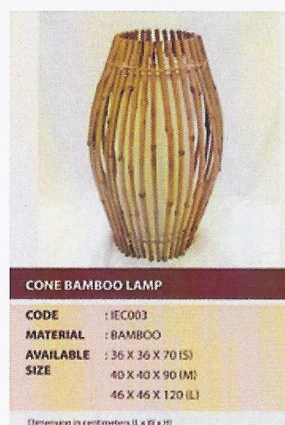 CONE BAMBOO LAMP
CODE : IEC003
MATERIAL : BAMBOO
AVAILABLE SIZE : 36 X 36 X 70 (S)
40 X 40 X 90 (M)
46 X 46 X 120 (L)
Dimension in centimeters (L x W x H)